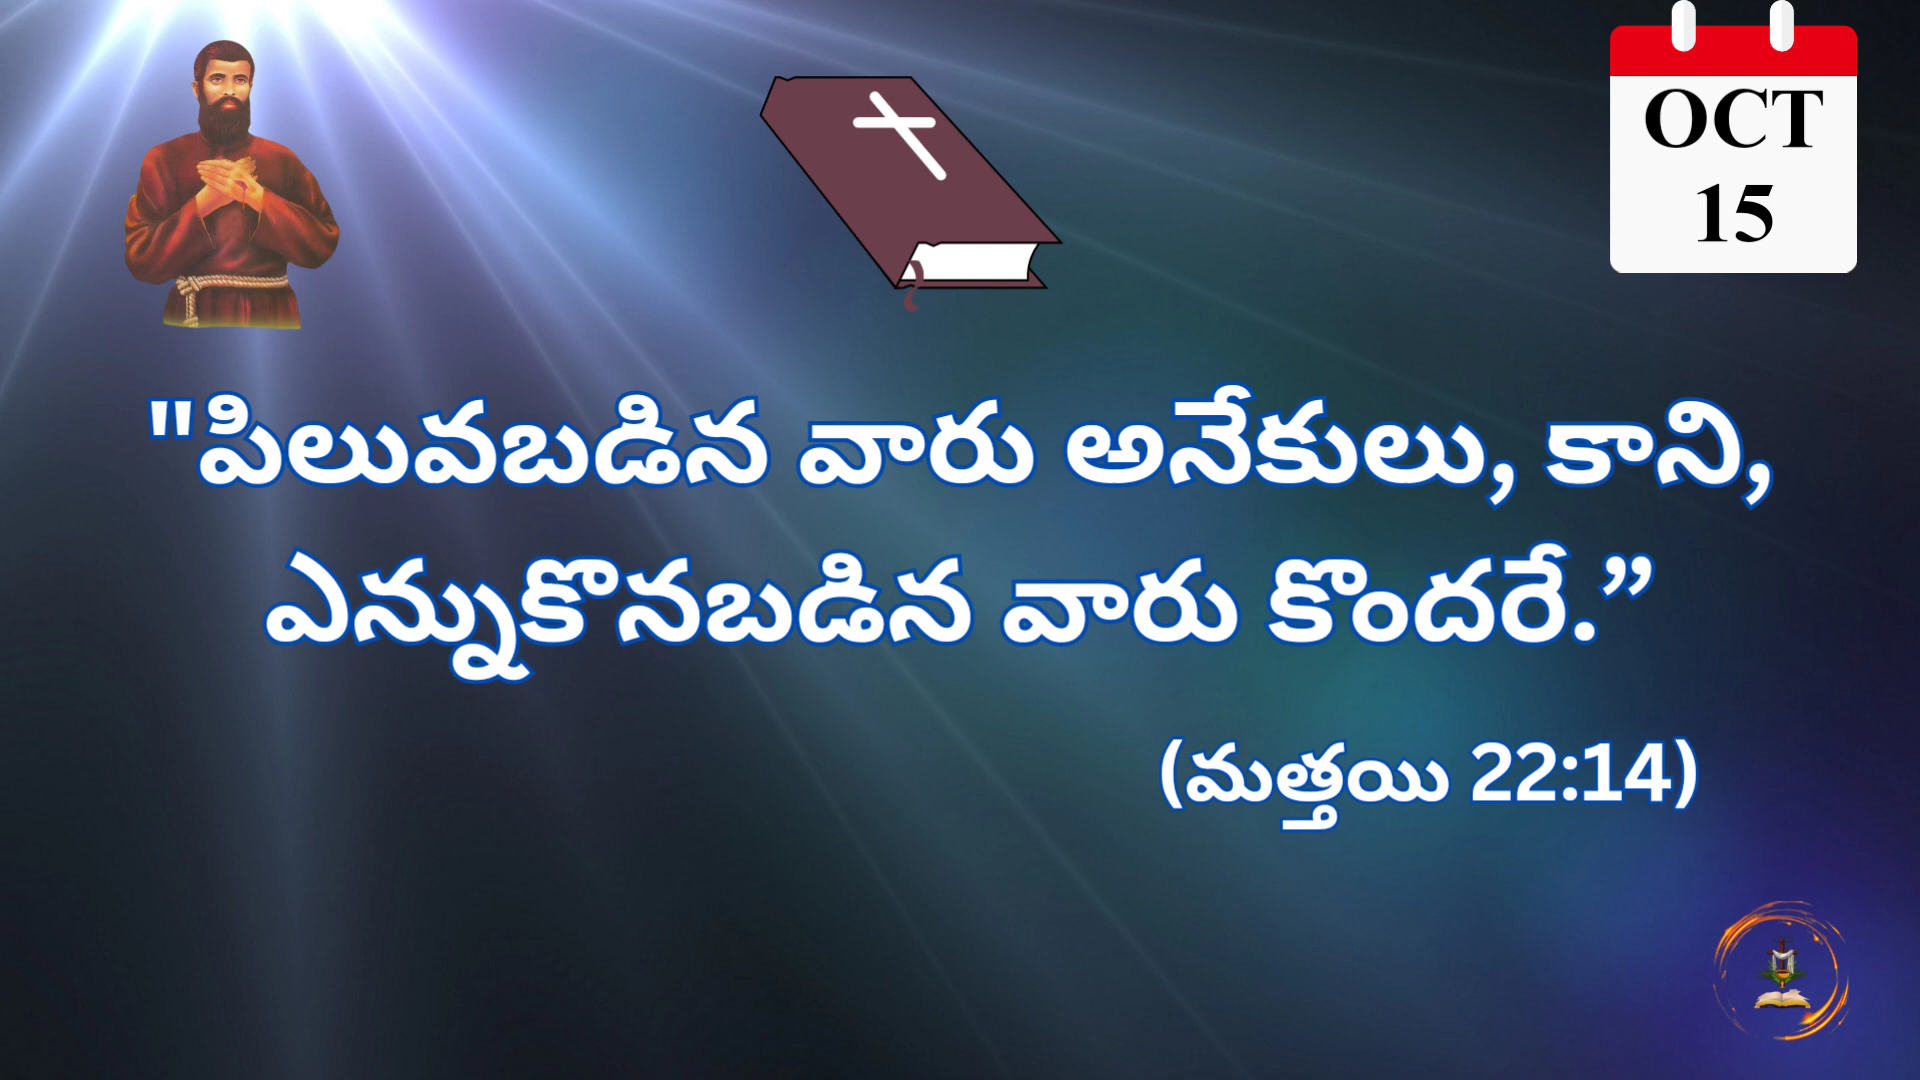 OCT
15
"పిలువబడిన వారు అనేకులు, కాని,
ఎన్నుకొనబడిన వారు కొందరే.”
(మత్తయి 22:14)